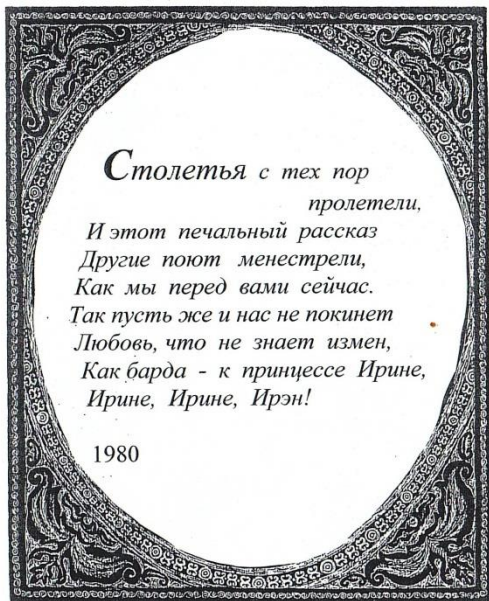 Столетья с тех пор
пролетели,
И этот печальный рассказ
Другие поют менестрели,
Как мы перед вами сейчас.
Так пусть же и нас не покинет
Любовь, что не знает измен,
Как барда - к принцессе Ирине,
Ирине, Ирине, Ирэн!
1980